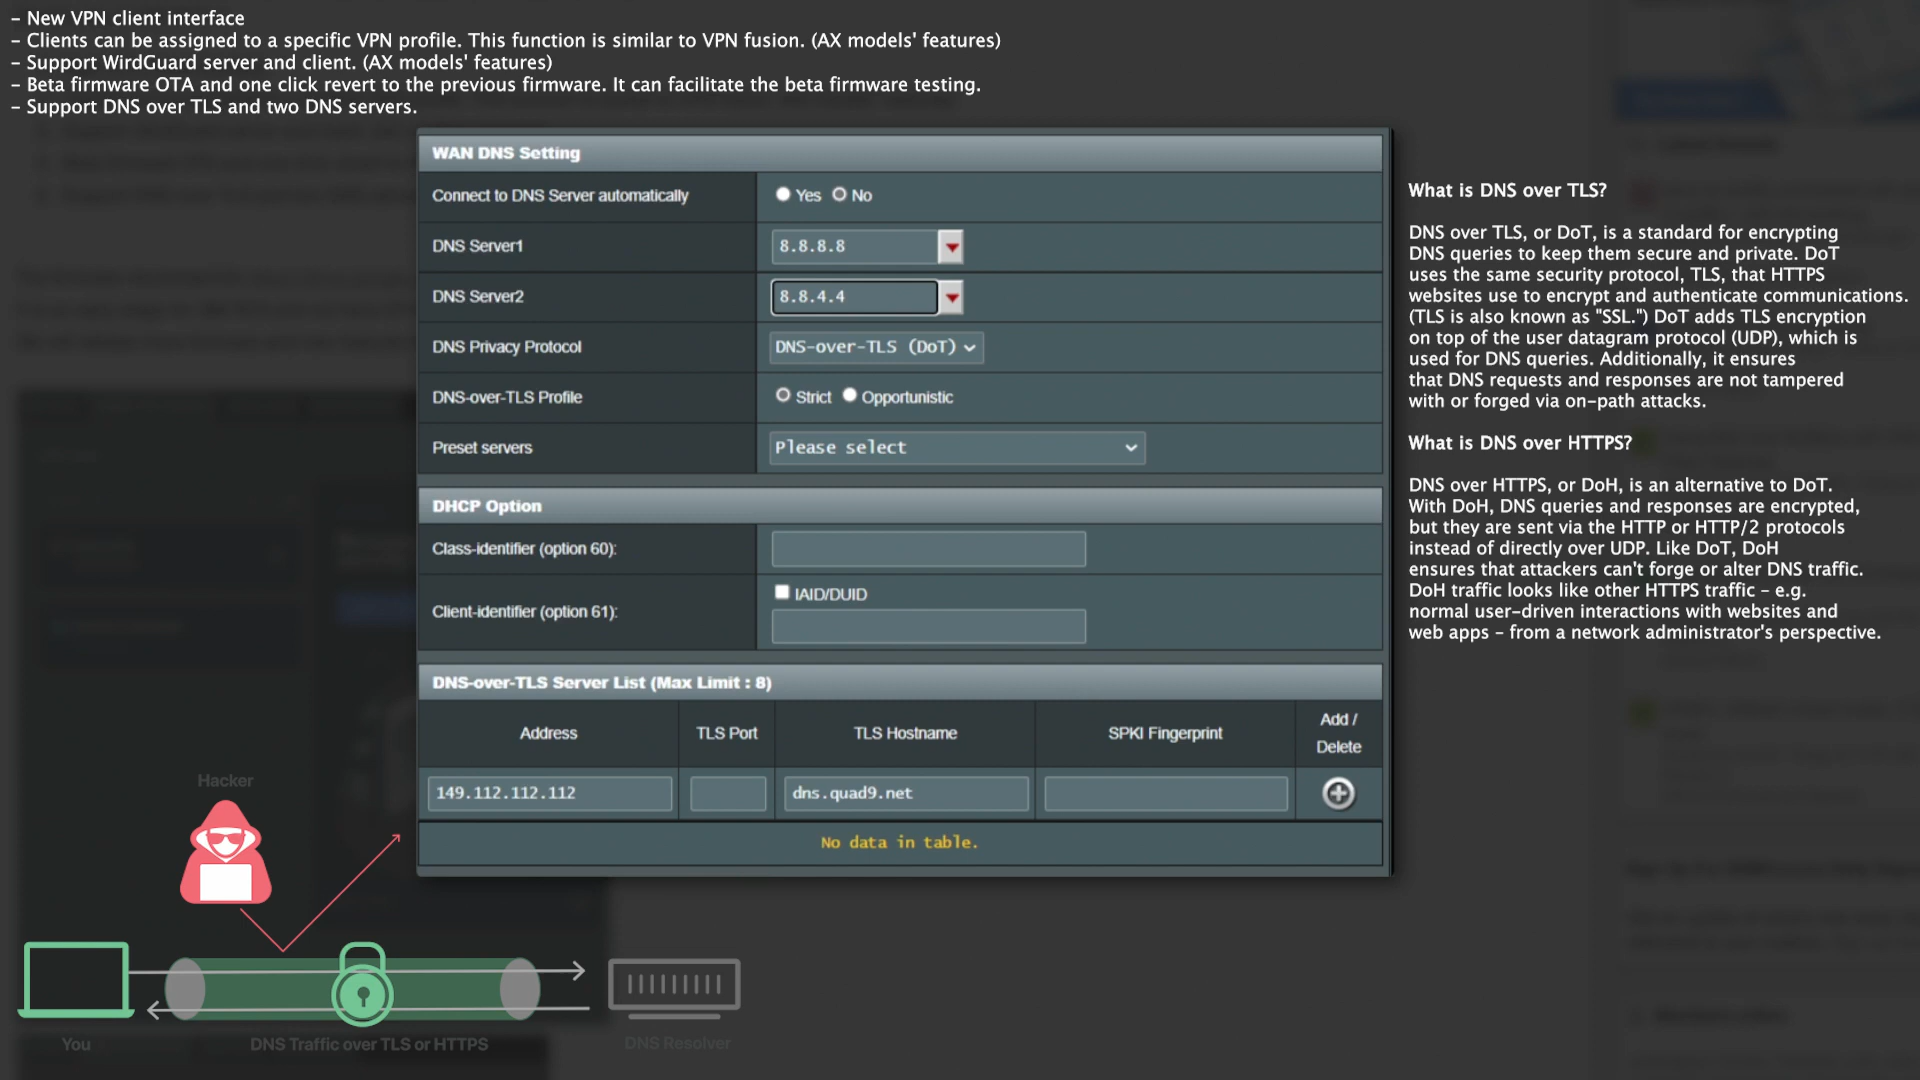 - New VPN client interface
- Clients can be assigned to a specific VPN profile. This function is similar to VPN fusion. (AX models' features)
- Support WirdGuard server and client. (AX models' features)
- Beta firmware OTA and one click revert to the previous firmware. It can facilitate the beta firmware testing.
- Support DNS over TLS and two DNS servers.
WAN DNS Setting
Connect to DNS Server automatically
Yes No
DNS Server1
8.8.8.8
DNS Server2
8.8.4.4
DNS Privacy Protocol
DNS-over-TLS (DoT)
DNS-over-TLS Profile
Strict Opportunistic
Preset servers
Please select
DHCP Option
Class-identifier (option 60):
Client-identifier (option 61):
IAID/DUID
DNS-over-TLS Server List (Max Limit : 8)
Address
TLS Port
TLS Hostname
SPKI Fingerprint
Add /
Delete
149.112.112.112
dns.quad9.net
No data in table.
What is DNS over TLS?
DNS over TLS, or DoT, is a standard for encrypting
DNS queries to keep them secure and private. DoT
uses the same security protocol, TLS, that HTTPS
websites use to encrypt and authenticate communications.
(TLS is also known as "SSL.") DoT adds TLS encryption
on top of the user datagram protocol (UDP), which is
used for DNS queries. Additionally, it ensures
that DNS requests and responses are not tampered
with or forged via on-path attacks.
What is DNS over HTTPS?
DNS over HTTPS, or DoH, is an alternative to DoT.
With DoH, DNS queries and responses are encrypted,
but they are sent via the HTTP or HTTP/2 protocols
instead of directly over UDP. Like DoT, DoH
ensures that attackers can't forge or alter DNS traffic.
DoH traffic looks like other HTTPS traffic - e.g.
normal user-driven interactions with websites and
web apps - from a network administrator's perspective.
Hacker
You
DNS Traffic over TLS or HTTPS
DNS Resolver